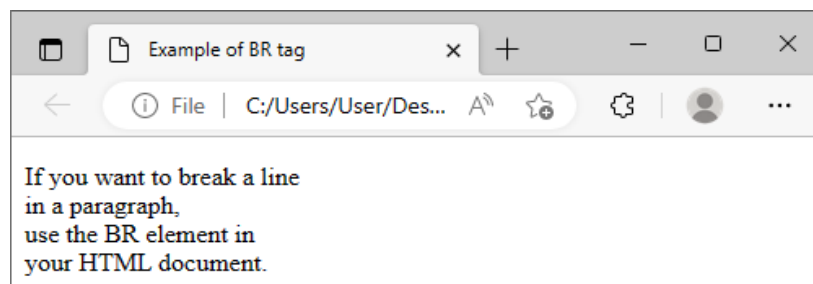 Example of BR tag
File C:/Users/User/Des...
If you want to break a line
in a paragraph,
use the BR element in
your HTML document.